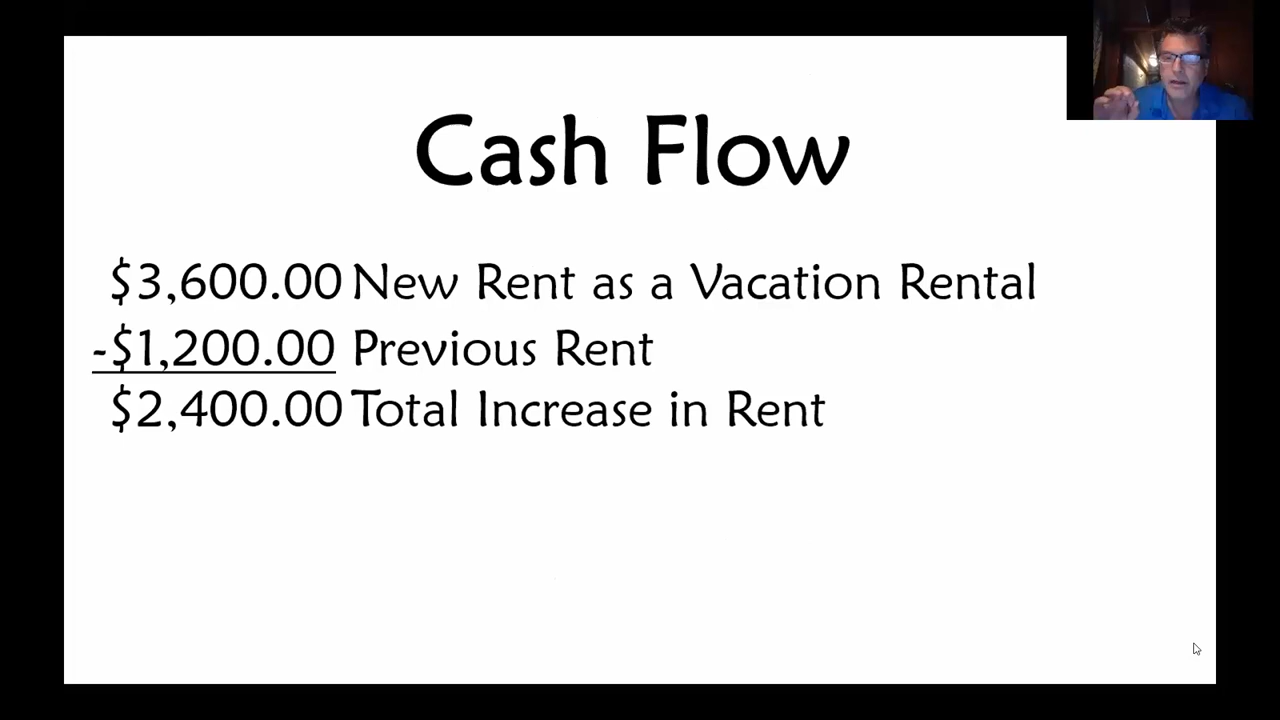 Cash Flow
$3,600.00 New Rent as a Vacation Rental
-$1,200.00 Previous Rent
$2,400.00 Total Increase in Rent